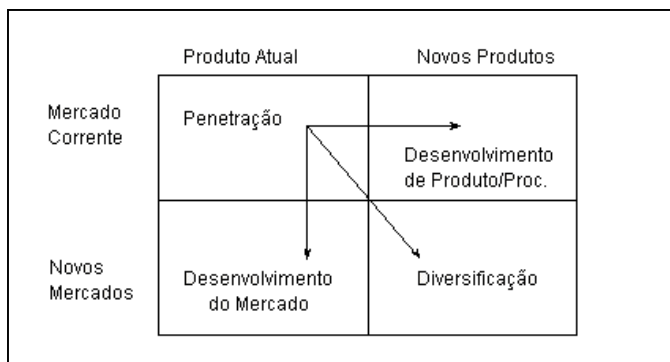 Produto Atual
Novos Produtos
Mercado
Corrente
Penetração
Desenvolvimento
de Produto/Proc.
Novos
Mercados
Desenvolvimento
do Mercado
Diversificação